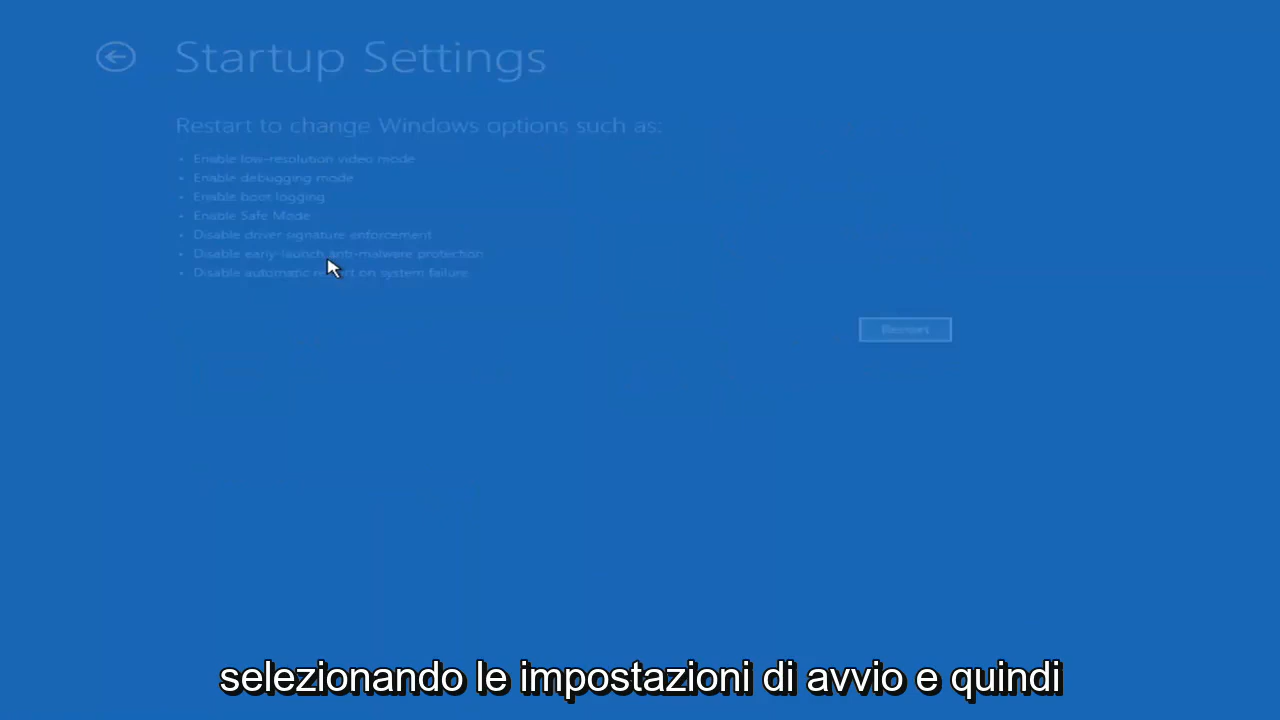 Startup Settings
Restart to change Windows options such as:
• Enable low-resolution video mode
• Enable debugging mode
• Enable boot logging
• Enable Safe Mode
• Disable driver signature enforcement
• Disable early-launch anti-malware protection
• Disable automatic restart on system failure
Restart
selezionando le impostazioni di avvio e quindi